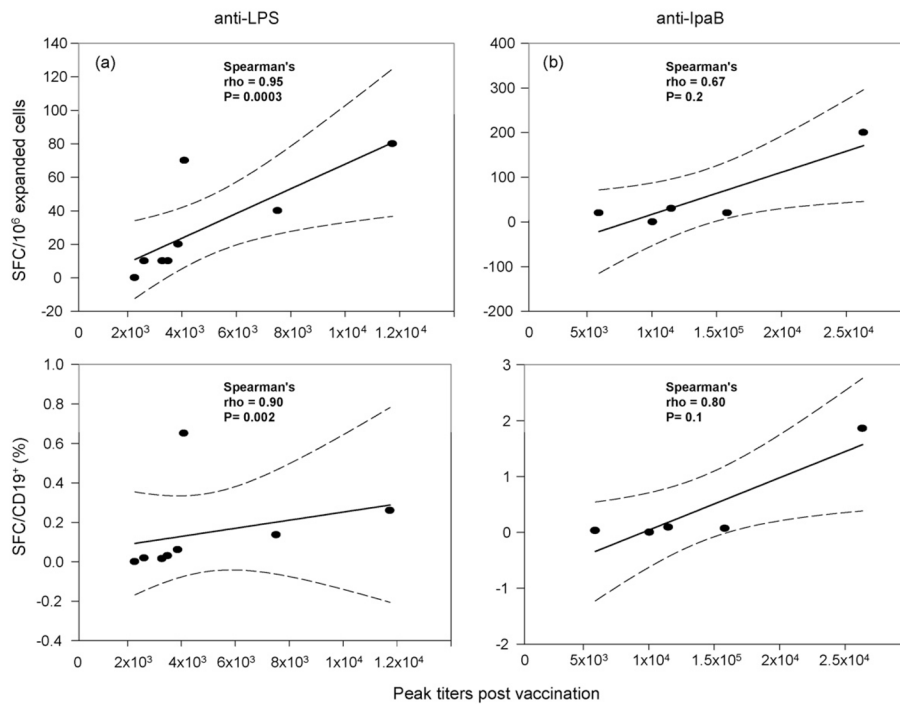 anti-LPS
anti-IpaB
SFC/10⁶ expanded cells
(a)
Spearman's
rho = 0.95
P= 0.0003
140
120
100
80
60
40
20
0
-20
2x10³ 4x10³ 6x10³ 8x10³ 1x10⁴ 1.2x10⁴
(b)
Spearman's
rho = 0.67
P= 0.2
400
300
200
100
0
-100
-200
0 5x10³ 1x10⁴ 1.5x10⁵ 2x10⁴ 2.5x10⁴
SFC/CD19⁺ (%)
Spearman's
rho = 0.90
P= 0.002
1.0
0.8
0.6
0.4
0.2
0.0
-0.2
-0.4
2x10³ 4x10³ 6x10³ 8x10³ 1x10⁴ 1.2x10⁴
Spearman's
rho = 0.80
P= 0.1
3
2
1
0
-1
-2
0 5x10³ 1x10⁴ 1.5x10⁵ 2x10⁴ 2.5x10⁴
Peak titers post vaccination